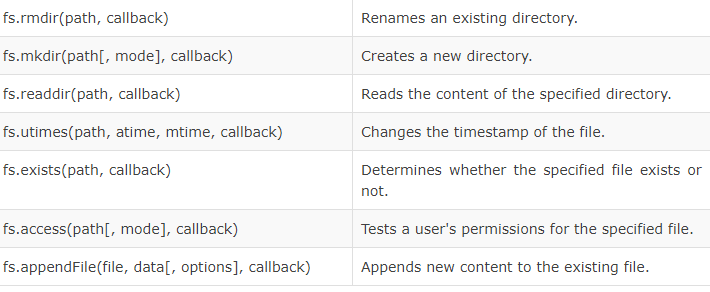 fs.rmdir(path, callback) Renames an existing directory.
fs.mkdir(path[, mode], callback) Creates a new directory.
fs.readdir(path, callback) Reads the content of the specified directory.
fs.utimes(path, atime, mtime, callback) Changes the timestamp of the file.
fs.exists(path, callback) Determines whether the specified file exists or
not.
fs.access(path[, mode], callback) Tests a user's permissions for the specified file.
fs.appendFile(file, data[, options], callback) Appends new content to the existing file.